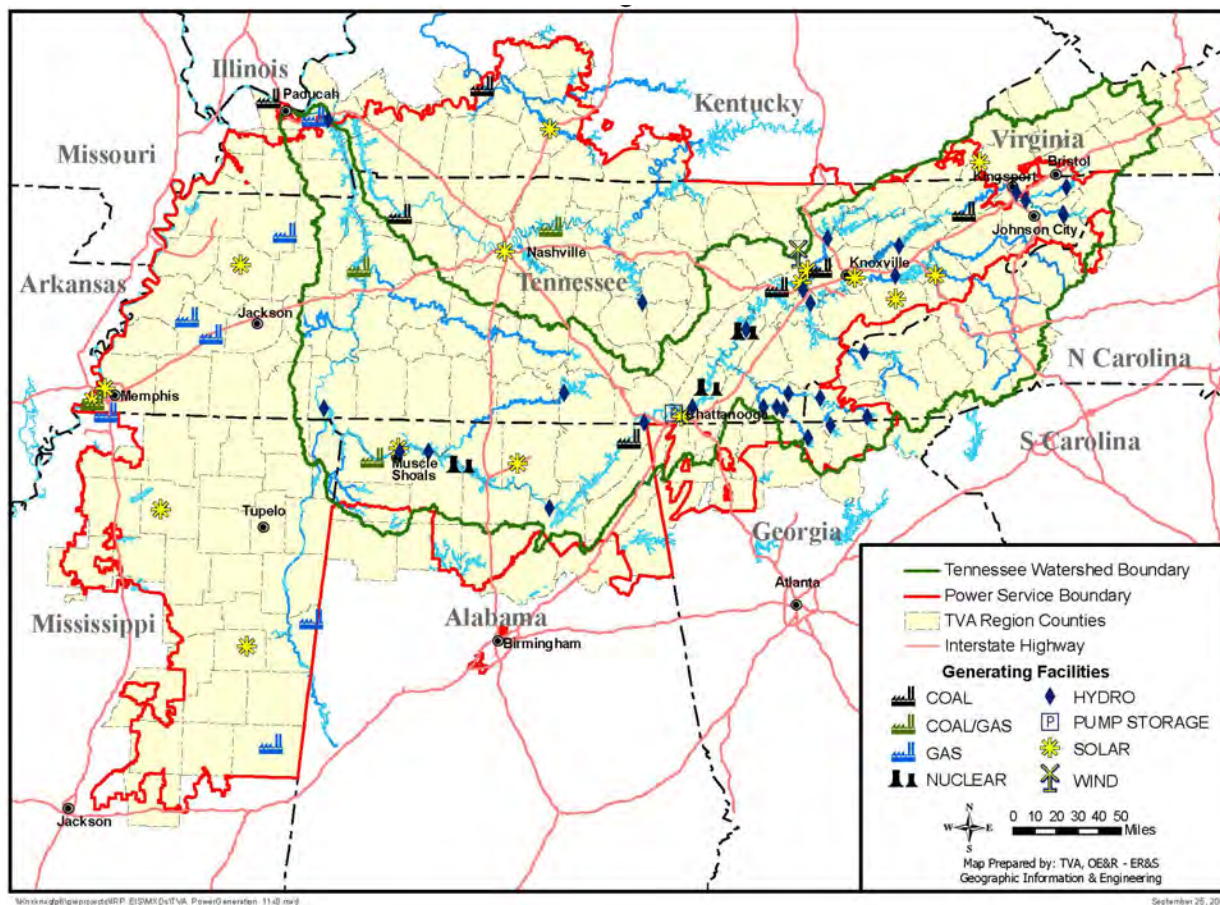 Illinois
Paducah
Kentucky
Missouri
Virginia
Bristol
Kingsport
Johnson City
Nashville
Knoxville
Tennessee
Arkansas
Jackson
N Carolina
Memphis
Chattanooga
S Carolina
Muscle
Shoals
Tupelo
Georgia
Atlanta
Mississippi
Alabama
Birmingham
Jackson
Tennessee Watershed Boundary
Power Service Boundary
TVA Region Counties
Interstate Highway
Generating Facilities
COAL
HYDRO
COAL/GAS
P PUMP STORAGE
GAS
SOLAR
NUCLEAR
WIND
N
W E
S
0 10 20 30 40 50
Miles
Map Prepared by: TVA, OE&R - ER&S
Geographic Information & Engineering
September 25, 20